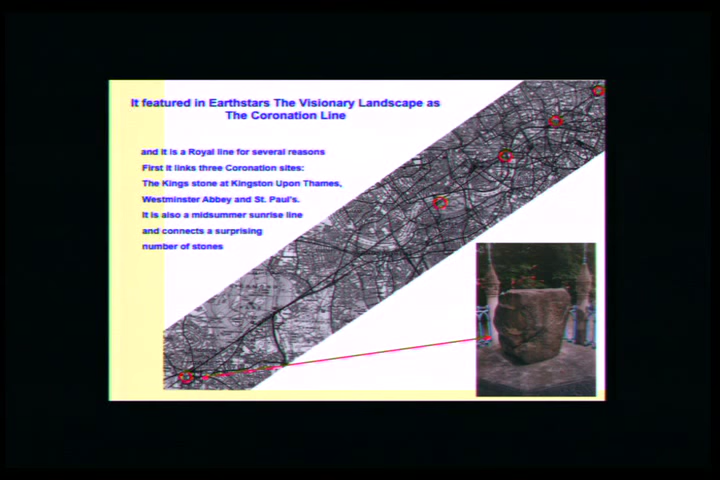 It featured in Earthstars The Visionary Landscape as
The Coronation Line
and it is a Royal line for several reasons
First it links three Coronation sites:
The Kings stone at Kingston Upon Thames,
Westminster Abbey and St. Paul's.
It is also a midsummer sunrise line
and connects a surprising
number of stones